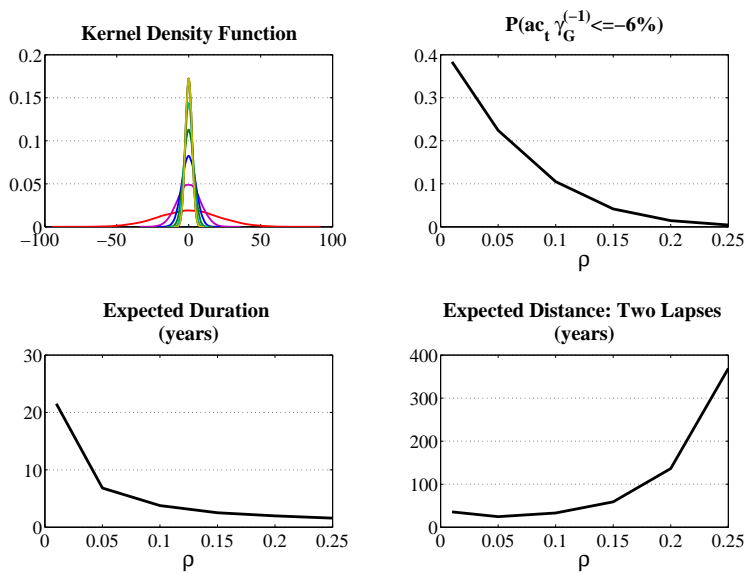 Kernel Density Function
0.2
0.15
0.1
0.05
0
−100 −50 0 50 100
P(ac_t γ_G^(-1)<=−6%)
0.4
0.3
0.2
0.1
0
0 0.05 0.1 0.15 0.2 0.25
ρ
Expected Duration
(years)
30
20
10
0
0 0.05 0.1 0.15 0.2 0.25
ρ
Expected Distance: Two Lapses
(years)
400
300
200
100
0
0 0.05 0.1 0.15 0.2 0.25
ρ